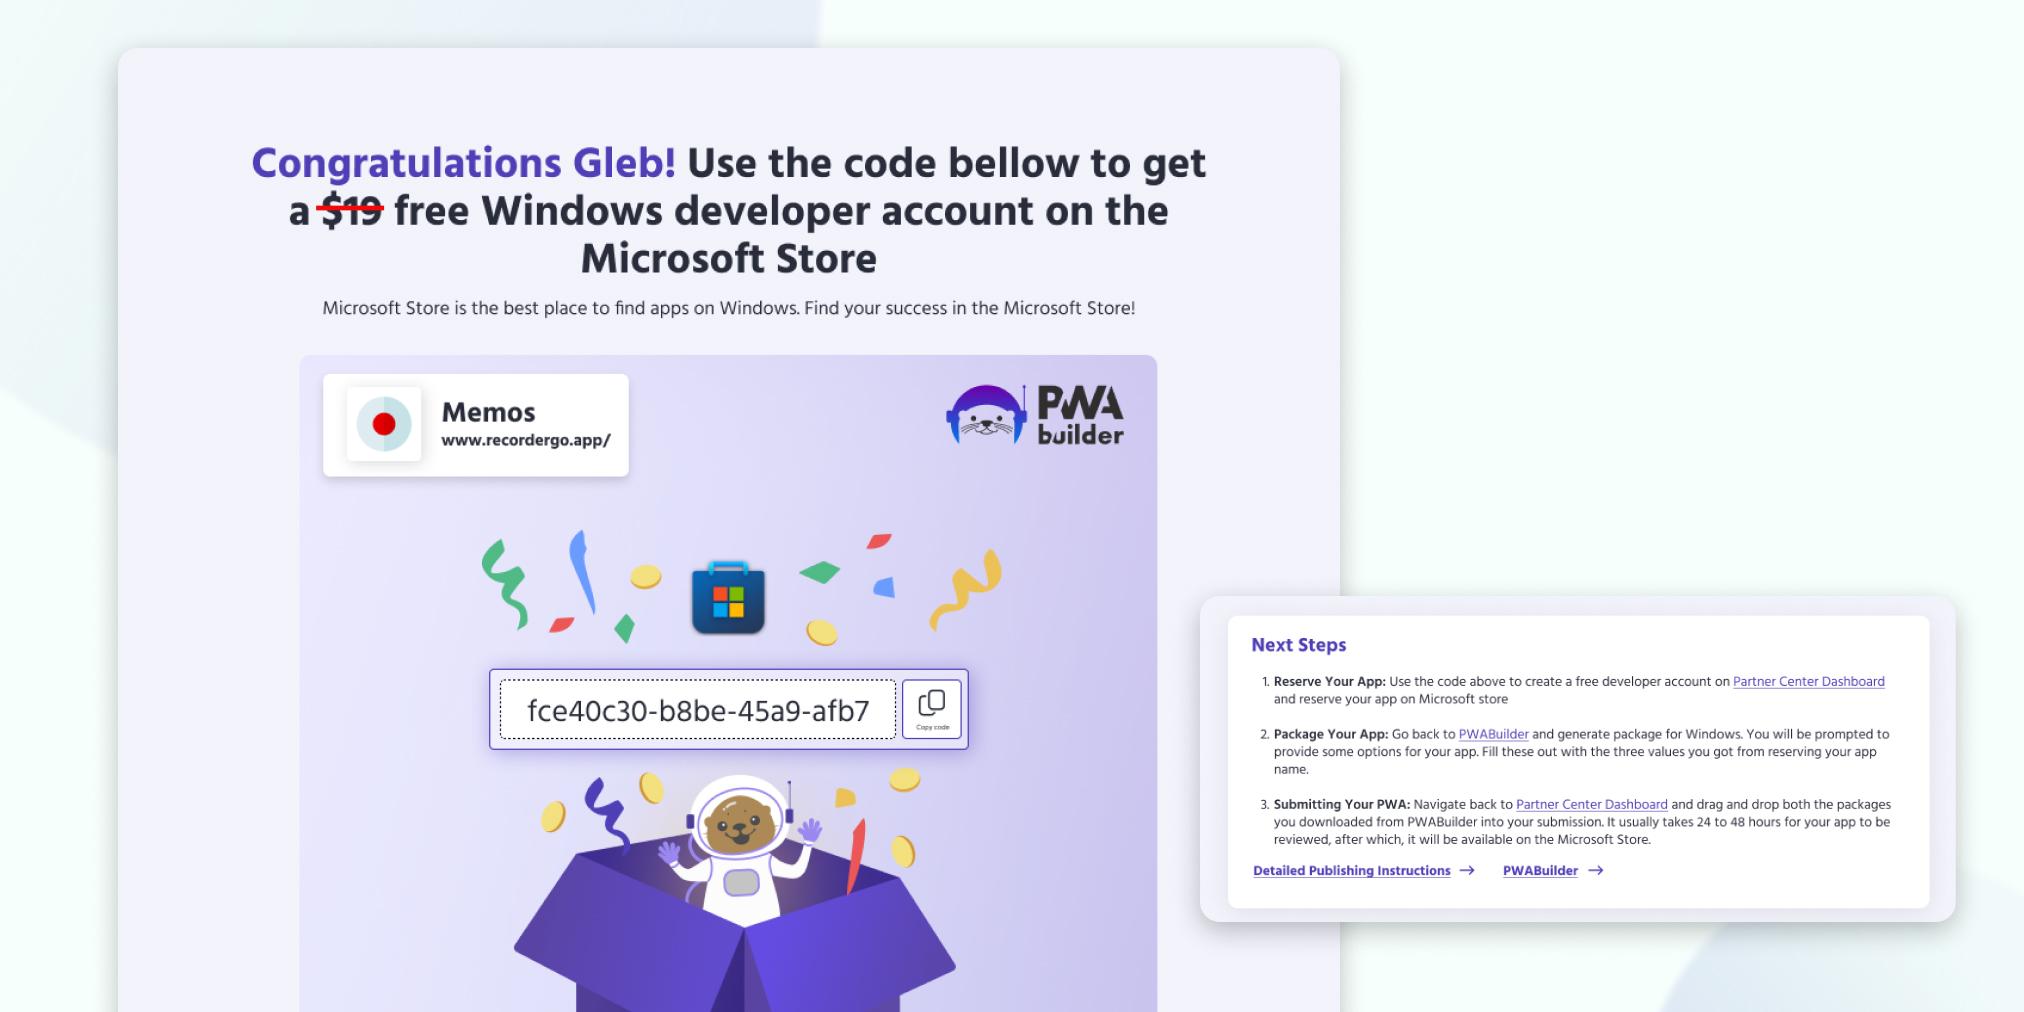 Congratulations Gleb! Use the code bellow to get
a $19 free Windows developer account on the
Microsoft Store
Microsoft Store is the best place to find apps on Windows. Find your success in the Microsoft Store!
Memos
www.recordergo.app/
PWA
builder
fce40c30-b8be-45a9-afb7
Copy code
Next Steps
1. Reserve Your App: Use the code above to create a free developer account on Partner Center Dashboard
and reserve your app on Microsoft store
2. Package Your App: Go back to PWABuilder and generate package for Windows. You will be prompted to
provide some options for your app. Fill these out with the three values you got from reserving your app
name.
3. Submitting Your PWA: Navigate back to Partner Center Dashboard and drag and drop both the packages
you downloaded from PWABuilder into your submission. It usually takes 24 to 48 hours for your app to be
reviewed, after which, it will be available on the Microsoft Store.
Detailed Publishing Instructions → PWABuilder →